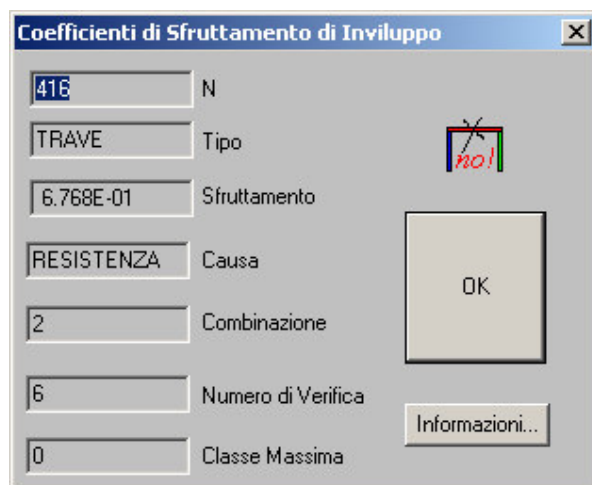 Coefficienti di Sfruttamento di Inviluppo
416 N
TRAVE Tipo
no!
6.768E-01 Sfruttamento
RESISTENZA Causa
OK
2 Combinazione
6 Numero di Verifica
Informazioni...
0 Classe Massima